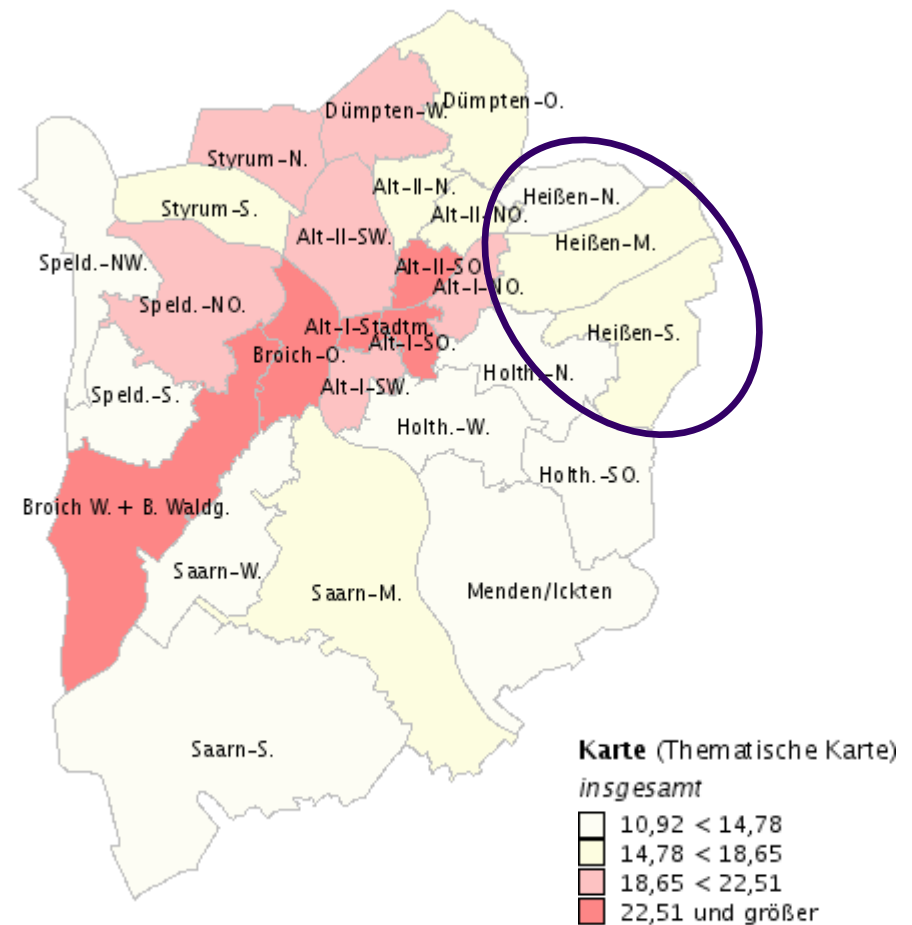 Dümpten-O.
Dümpten-W.
Styrum-N.
Alt-II-N.
Heißen-N.
Styrum-S.
Alt-II-NO.
Alt-II-SW.
Heißen-M.
Speld.-NW.
Alt-II-SO
Alt-I-NO.
Speld.-NO.
Alt-I-Stadtm.
Heißen-S.
Alt-I-SO.
Broich-O.
Holth.-N.
Alt-I-SW.
Speld.-S.
Holth.-W.
Holth.-SO.
Broich W. + B. Waldg.
Saarn-W.
Saarn-M.
Menden/Ickten
Saarn-S.
Karte (Thematische Karte)
insgesamt
10,92 < 14,78
14,78 < 18,65
18,65 < 22,51
22,51 und größer